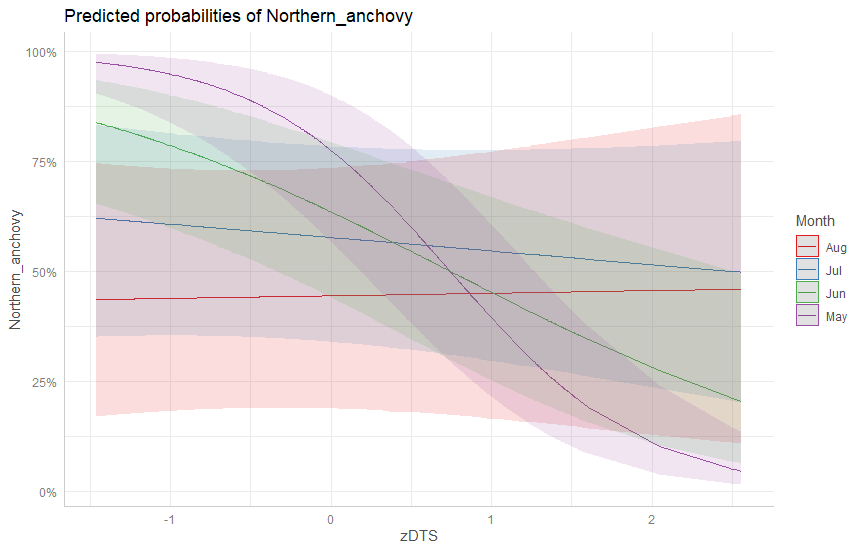 Predicted probabilities of Northern_anchovy
100%
75%
50%
25%
0%
Northern_anchovy
-1
0
1
2
zDTS
Month
Aug
Jul
Jun
May